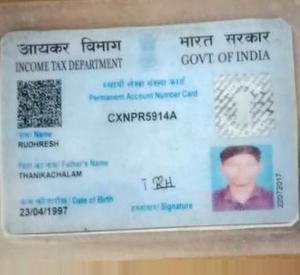 आयकर विभाग
भारत सरकार
INCOME TAX DEPARTMENT
GOVT OF INDIA
स्थायी लेखा संख्या कार्ड
Permanent Account Number Card
CXNPR5914A
नाम / Name
RUDHRESH
पिता का नाम / Father's Name
THANIKACHALAM
जन्म की तारीख / Date of Birth
23/04/1997
हस्ताक्षर / Signature
22072017